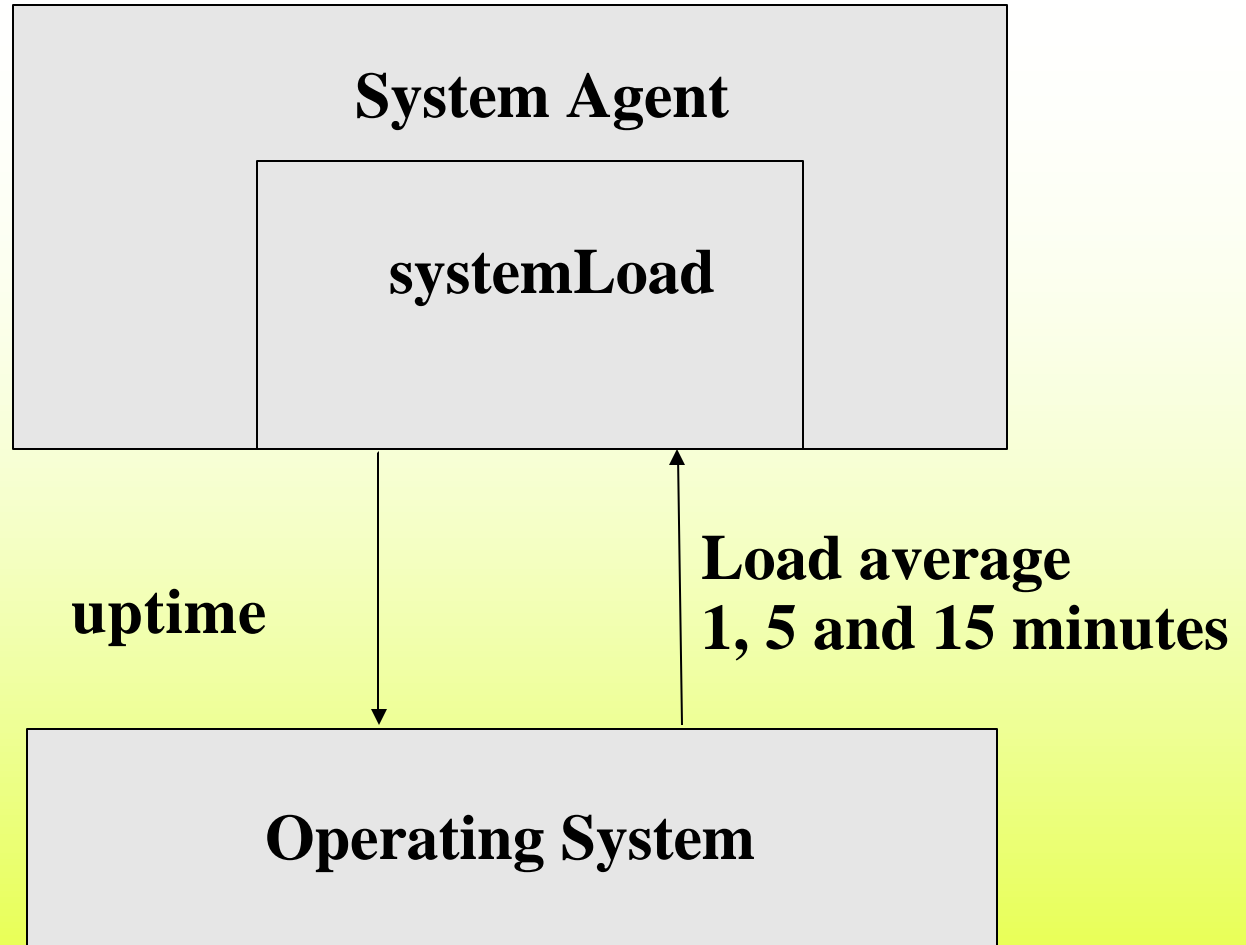 System Agent
systemLoad
uptime
Load average
1, 5 and 15 minutes
Operating System